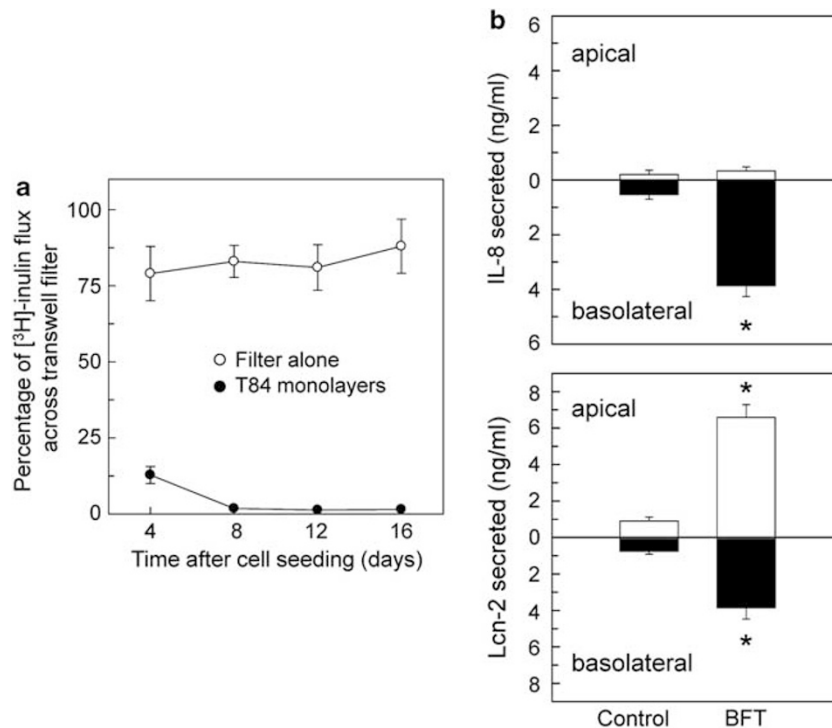 a
Percentage of [³H]-inulin flux
across transwell filter
100
75
50
25
0
Filter alone
T84 monolayers
4 8 12 16
Time after cell seeding (days)
b
IL-8 secreted (ng/ml)
6
4
2
0
2
4
6
apical
basolateral
*
Lcn-2 secreted (ng/ml)
8
6
4
2
0
2
4
6
8
apical
*
basolateral
*
Control BFT